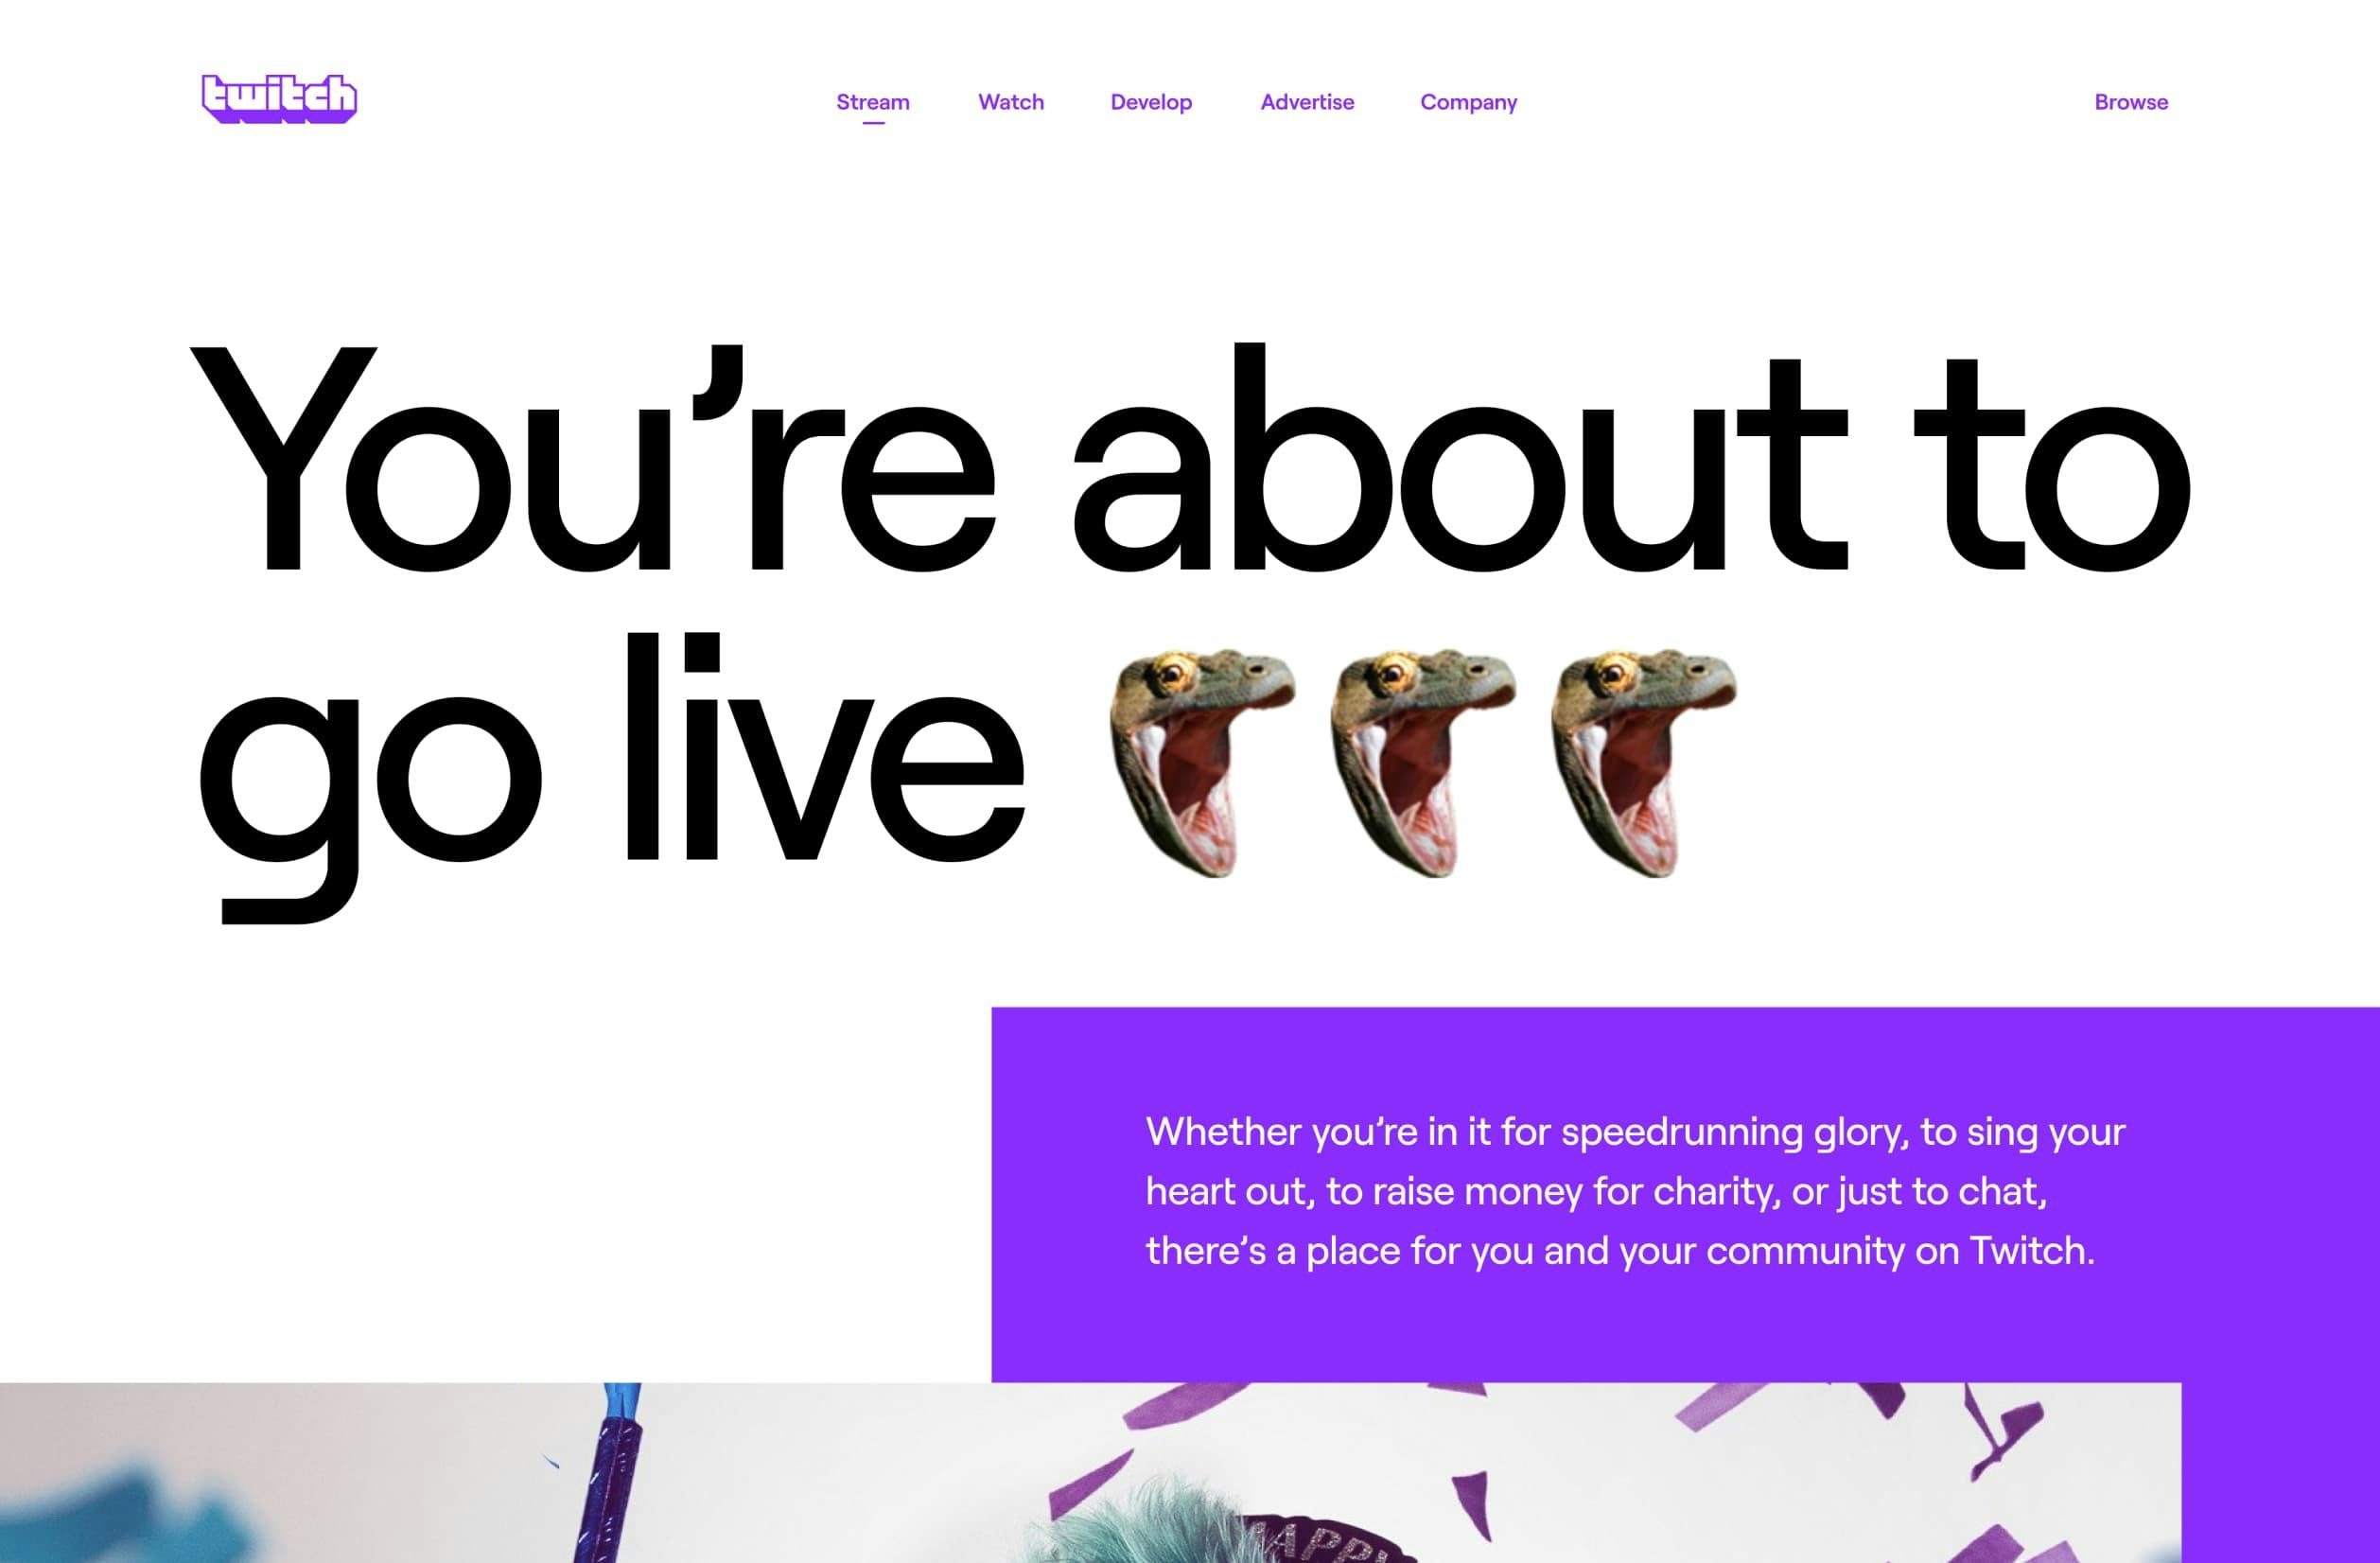 twitch
Stream Watch Develop Advertise Company Browse
You’re about to
go live
Whether you’re in it for speedrunning glory, to sing your
heart out, to raise money for charity, or just to chat,
there’s a place for you and your community on Twitch.
HAPPY